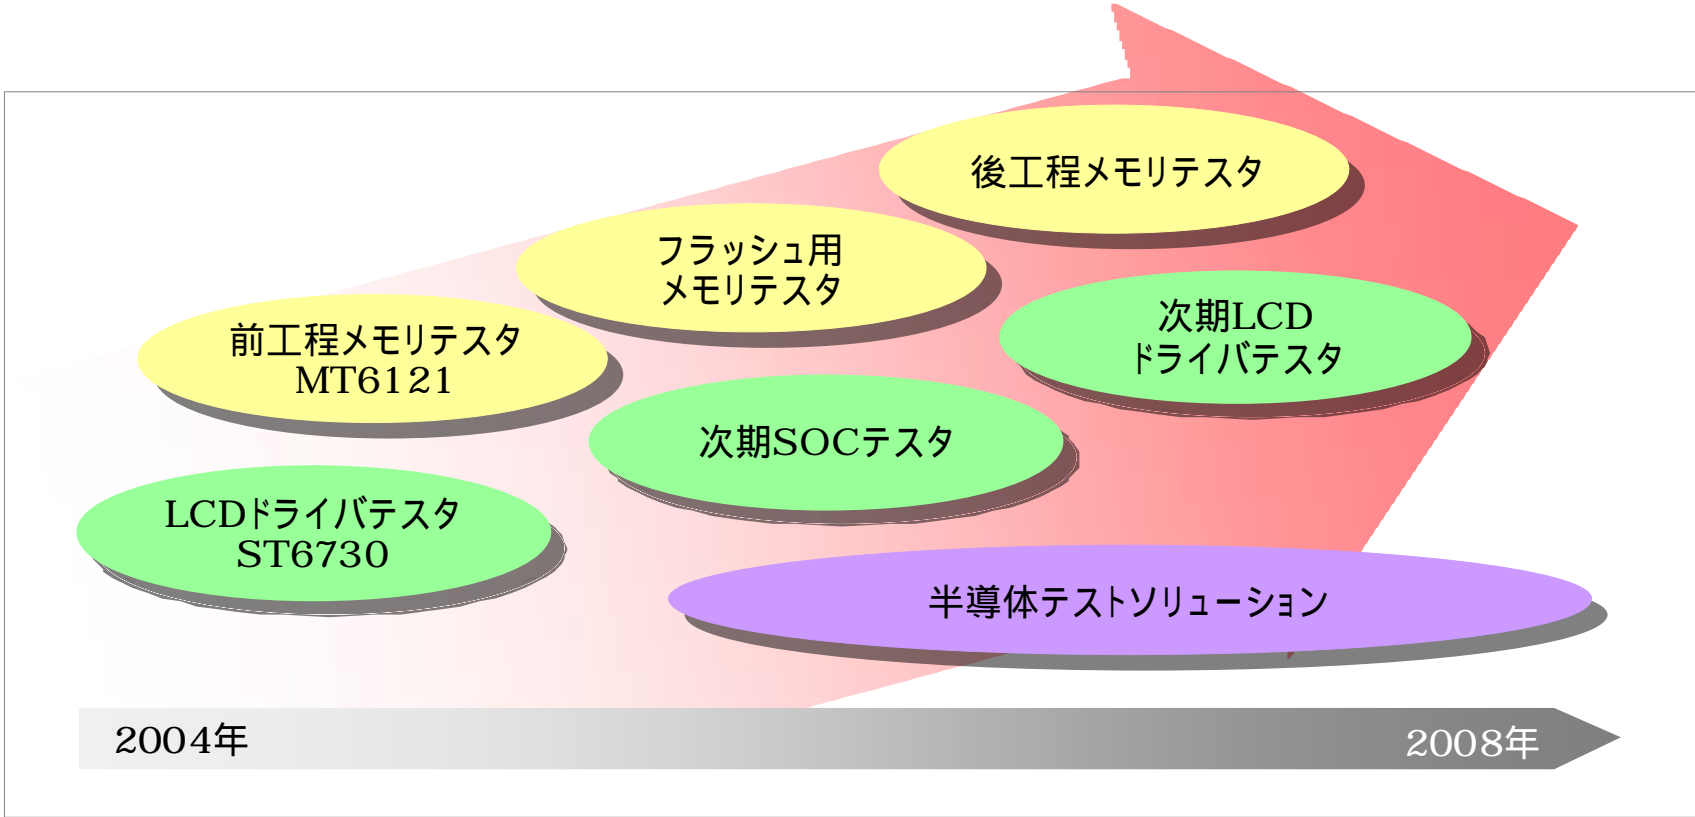 後工程メモリテスタ
フラッシュ用
メモリテスタ
次期LCD
ドライバテスタ
前工程メモリテスタ
MT6121
次期SOCテスタ
LCDドライバテスタ
ST6730
半導体テストソリューション
2004年
2008年